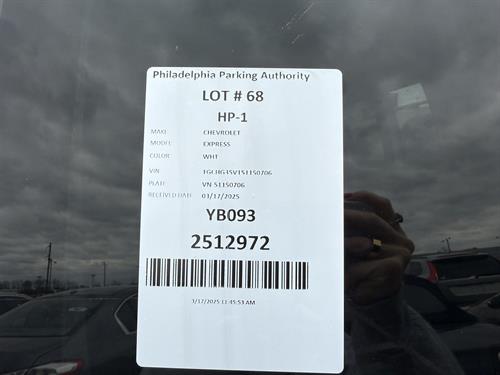 Philadelphia Parking Authority
LOT # 68
HP-1
MAKE CHEVROLET
MODEL EXPRESS
COLOR WHT
VIN 1GCHG35V151150706
PLATE VN 51150706
RECEIVED DATE 03/17/2025
YB093
2512972
3/17/2025 11:45:53 AM